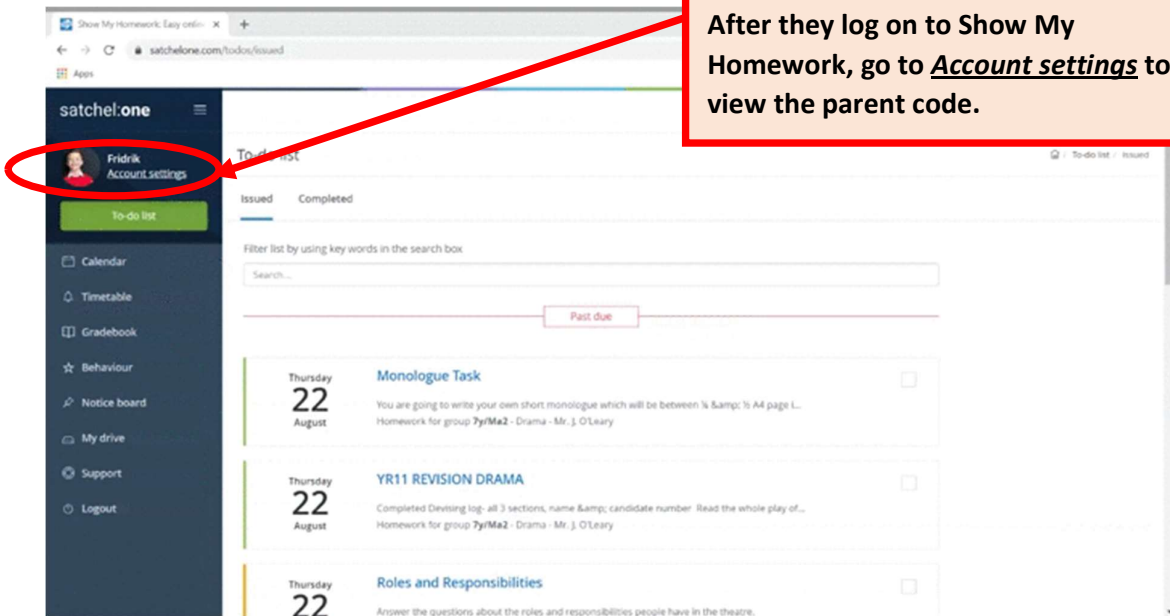 Show My Homework: Easy onlin
After they log on to Show My
Homework, go to Account settings to
view the parent code.
satchelone.com/todos/issued
Apps
satchel:one
Fridrik
Account settings
To-do list
To-do list / Issued
Issued Completed
To-do list
Filter list by using key words in the search box
Search...
Calendar
Timetable
Gradebook
Behaviour
Notice board
My drive
Support
Logout
Past due
Thursday
22
August
Monologue Task
You are going to write your own short monologue which will be between ¼ &amp; ½ A4 page i...
Homework for group 7y/Ma2 - Drama - Mr. J. O'Leary
Thursday
22
August
YR11 REVISION DRAMA
Completed Devising log- all 3 sections, name &amp; candidate number Read the whole play of...
Homework for group 7y/Ma2 - Drama - Mr. J. O'Leary
Thursday
22
Roles and Responsibilities
Answer the questions about the roles and responsibilities people have in the theatre.